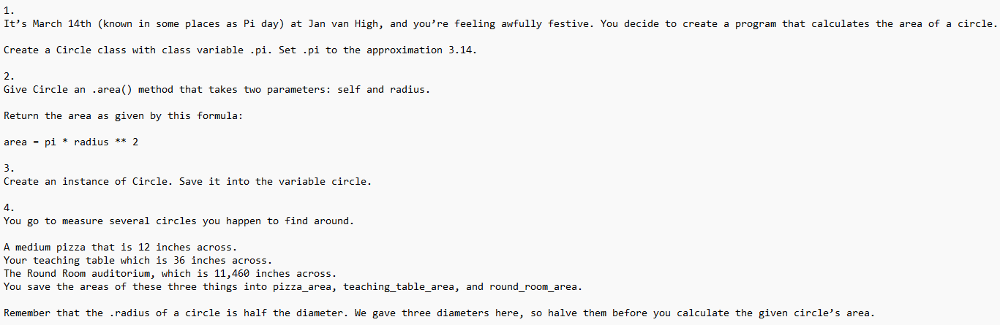 1.
It’s March 14th (known in some places as Pi day) at Jan van High, and you’re feeling awfully festive. You decide to create a program that calculates the area of a circle.
Create a Circle class with class variable .pi. Set .pi to the approximation 3.14.
2.
Give Circle an .area() method that takes two parameters: self and radius.
Return the area as given by this formula:
area = pi * radius ** 2
3.
Create an instance of Circle. Save it into the variable circle.
4.
You go to measure several circles you happen to find around.
A medium pizza that is 12 inches across.
Your teaching table which is 36 inches across.
The Round Room auditorium, which is 11,460 inches across.
You save the areas of these three things into pizza_area, teaching_table_area, and round_room_area.
Remember that the .radius of a circle is half the diameter. We gave three diameters here, so halve them before you calculate the given circle’s area.